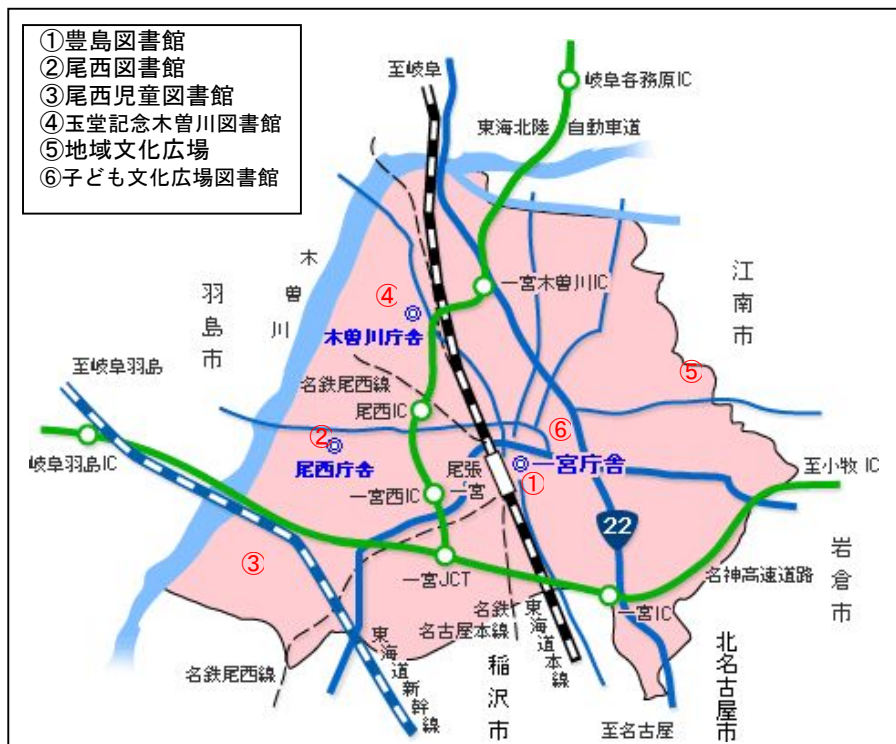 ①豊島図書館
②尾西図書館
③尾西児童図書館
④玉堂記念木曽川図書館
⑤地域文化広場
⑥子ども文化広場図書館
至岐阜
岐阜各務原IC
東海北陸 自動車道
木曽川
羽島市
江南市
一宮木曽川IC
④
木曽川庁舎
至岐阜羽島
名鉄尾西線
⑤
尾西IC
②
⑥
岐阜羽島IC
尾西庁舎
尾張一宮
一宮庁舎
至小牧IC
①
一宮西IC
22
③
岩倉市
一宮JCT
名神高速道路
一宮IC
名鉄名古屋本線
東海道本線
名鉄尾西線
東海道新幹線
稲沢市
北名古屋市
至名古屋